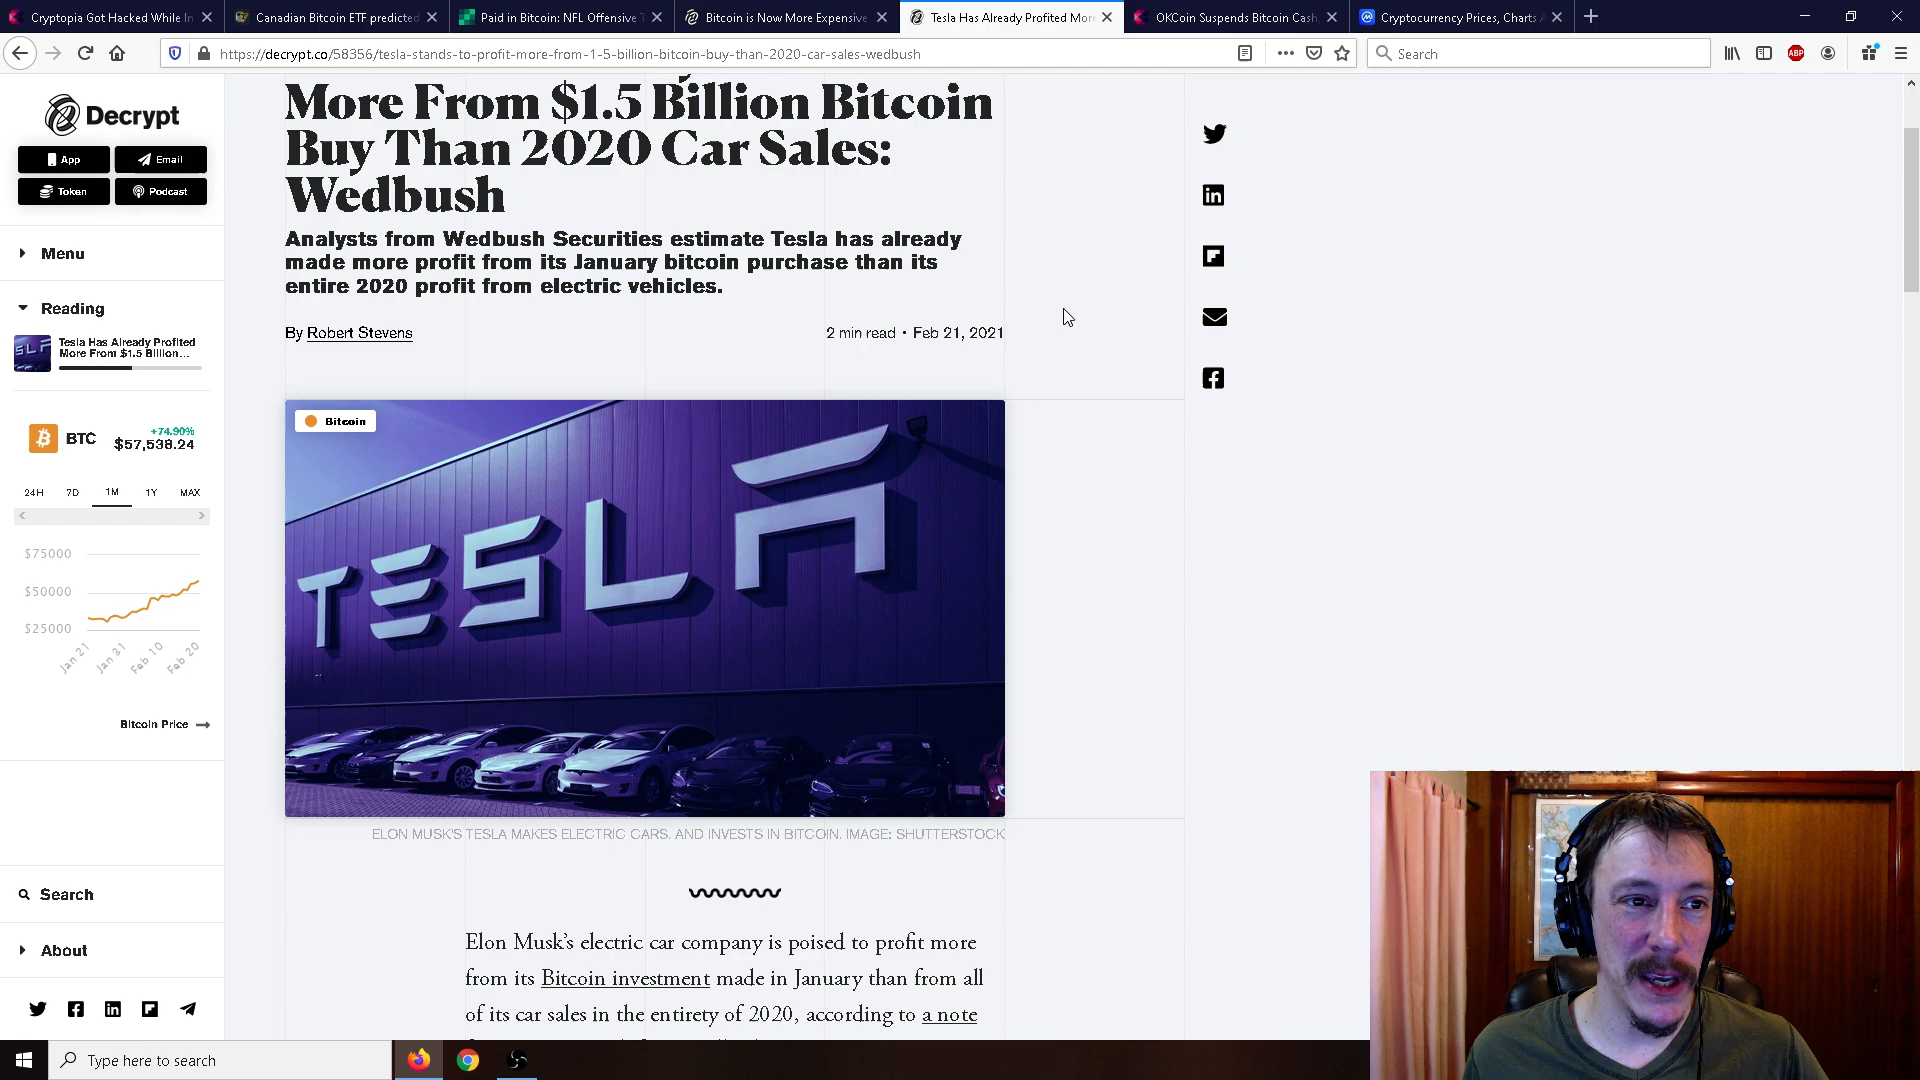 Cryptopia Got Hacked While In
Canadian Bitcoin ETF predicted
Paid in Bitcoin: NFL Offensive T
Bitcoin is Now More Expensive
Tesla Has Already Profited Mor
OKCoin Suspends Bitcoin Cash,
Cryptocurrency Prices, Charts A
https://decrypt.co/58356/tesla-stands-to-profit-more-from-1-5-billion-bitcoin-buy-than-2020-car-sales-wedbush
Search
ABP
Decrypt
App
Email
Token
Podcast
Menu
Reading
Tesla Has Already Profited
More From $1.5 Billion...
BTC
+74.90%
$57,538.24
24H 7D 1M 1Y MAX
$75000
$50000
$25000
Jan 21
Jan 31
Feb 10
Feb 20
Bitcoin Price
Search
About
More From $1.5 Billion Bitcoin
Buy Than 2020 Car Sales:
Wedbush
Analysts from Wedbush Securities estimate Tesla has already
made more profit from its January bitcoin purchase than its
entire 2020 profit from electric vehicles.
By Robert Stevens
2 min read • Feb 21, 2021
Bitcoin
TESLA
ELON MUSK'S TESLA MAKES ELECTRIC CARS. AND INVESTS IN BITCOIN. IMAGE: SHUTTERSTOCK
Elon Musk's electric car company is poised to profit more
from its Bitcoin investment made in January than from all
of its car sales in the entirety of 2020, according to a note
Type here to search